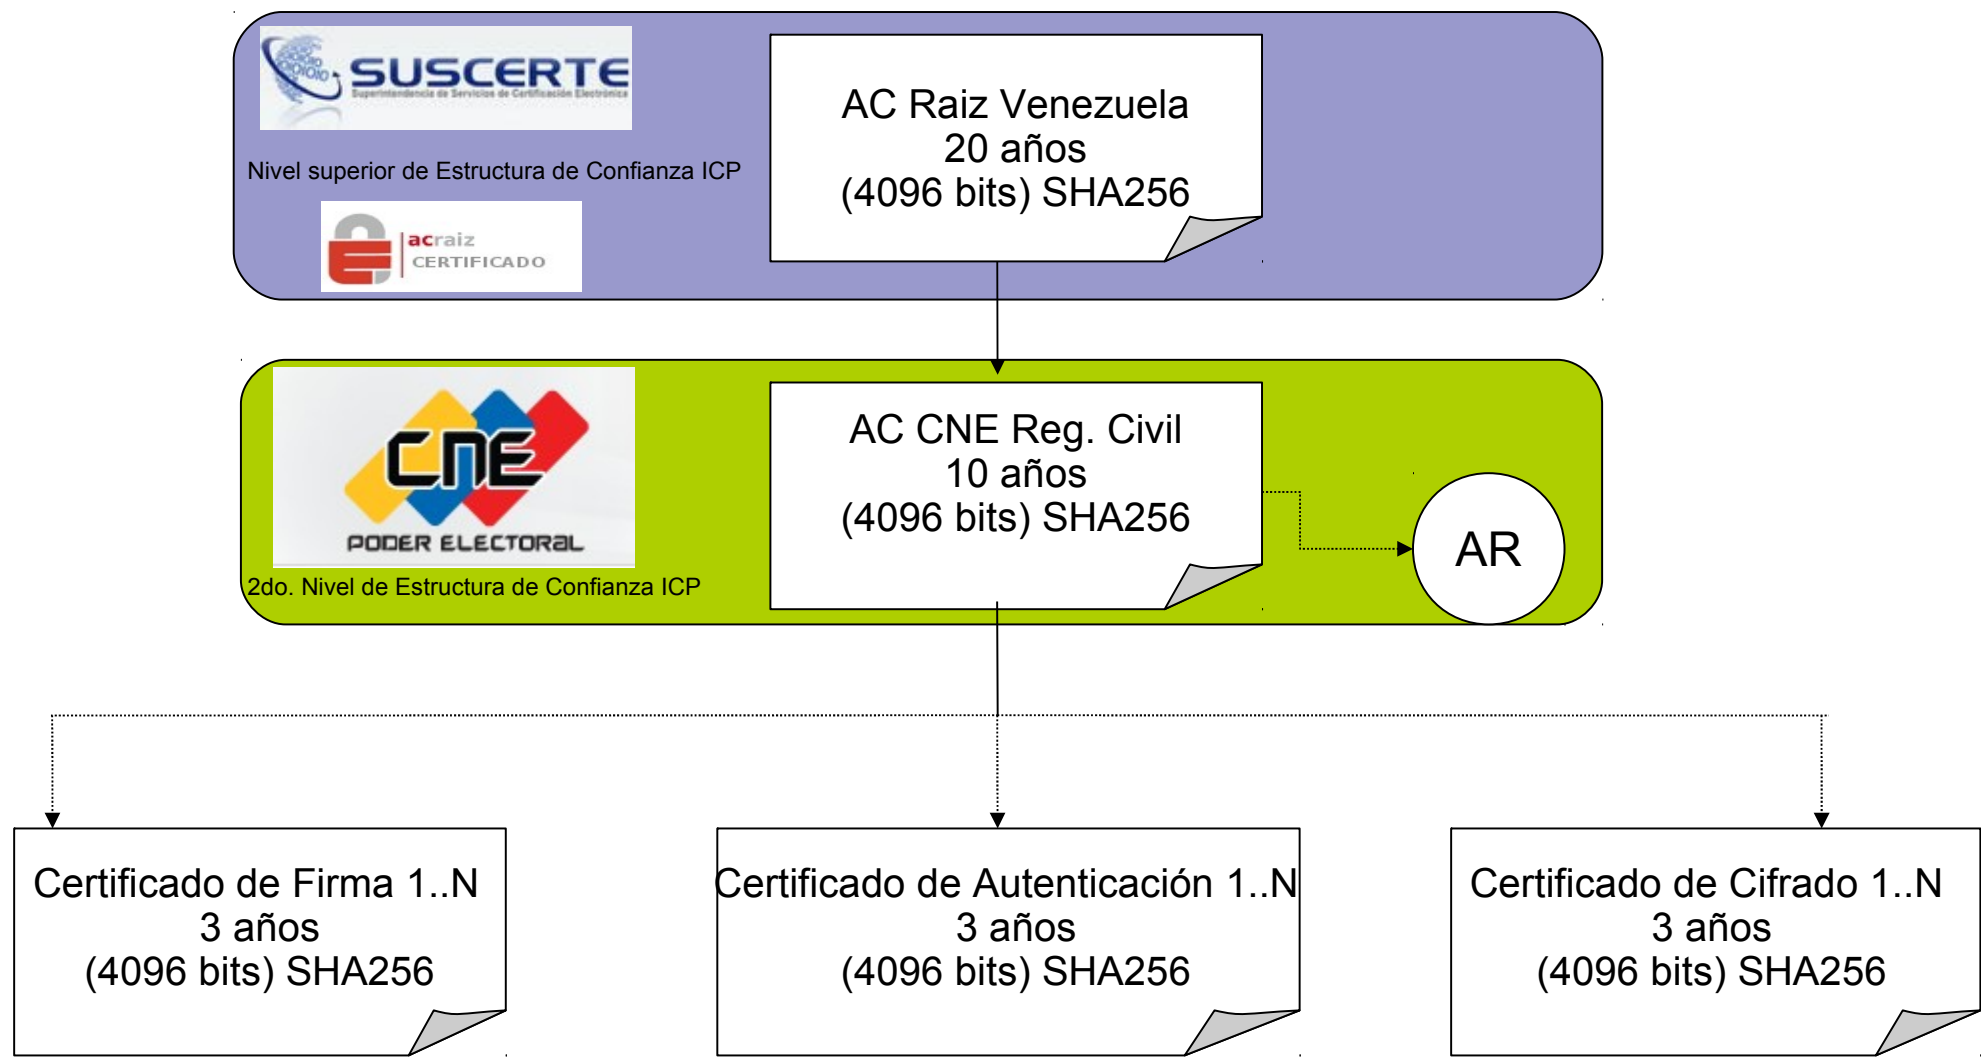 SUSCERTE
Superintendencia de Servicios de Certificación Electrónica
Nivel superior de Estructura de Confianza ICP
acraiz
CERTIFICADO
AC Raiz Venezuela
20 años
(4096 bits) SHA256
CNE
PODER ELECTORAL
2do. Nivel de Estructura de Confianza ICP
AC CNE Reg. Civil
10 años
(4096 bits) SHA256
AR
Certificado de Firma 1..N
3 años
(4096 bits) SHA256
Certificado de Autenticación 1..N
3 años
(4096 bits) SHA256
Certificado de Cifrado 1..N
3 años
(4096 bits) SHA256